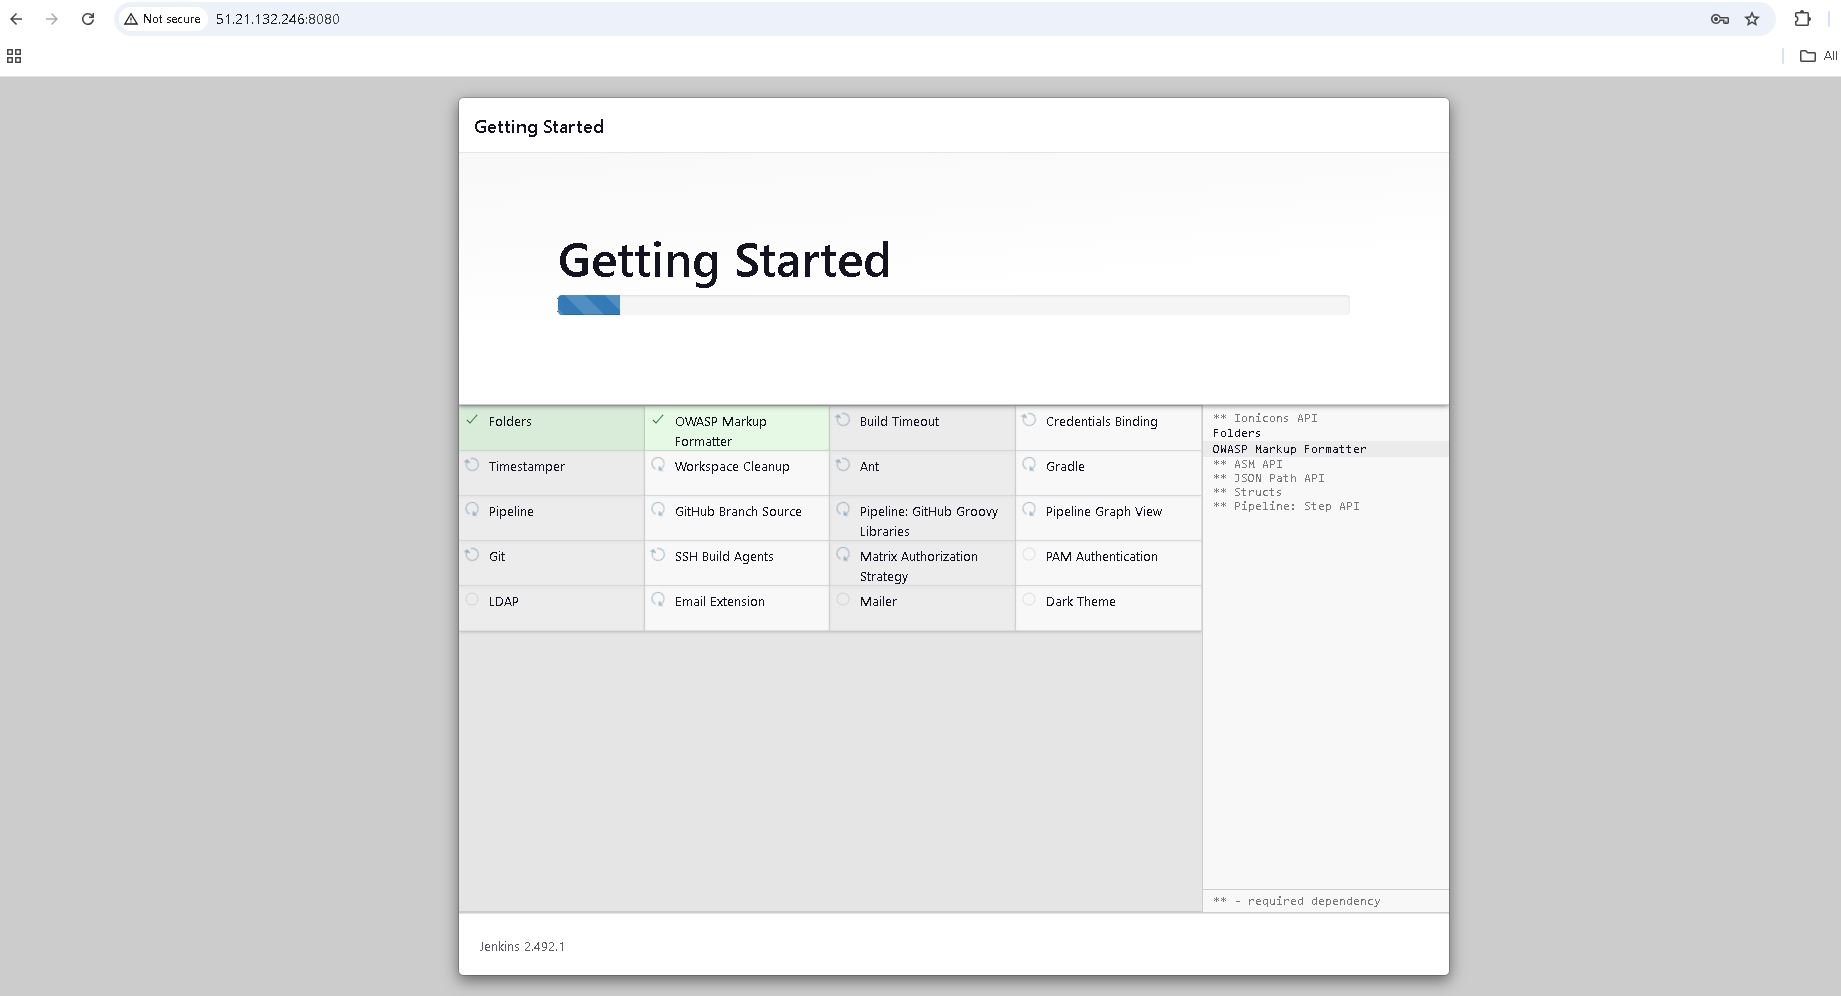 Not secure 51.21.132.246:8080
All
Getting Started
Getting Started
Folders
OWASP Markup
Formatter
Build Timeout
Credentials Binding
Timestamper
Workspace Cleanup
Ant
Gradle
Pipeline
GitHub Branch Source
Pipeline: GitHub Groovy
Libraries
Pipeline Graph View
Git
SSH Build Agents
Matrix Authorization
Strategy
PAM Authentication
LDAP
Email Extension
Mailer
Dark Theme
** Ionicons API
Folders
OWASP Markup Formatter
** ASM API
** JSON Path API
** Structs
** Pipeline: Step API
** - required dependency
Jenkins 2.492.1